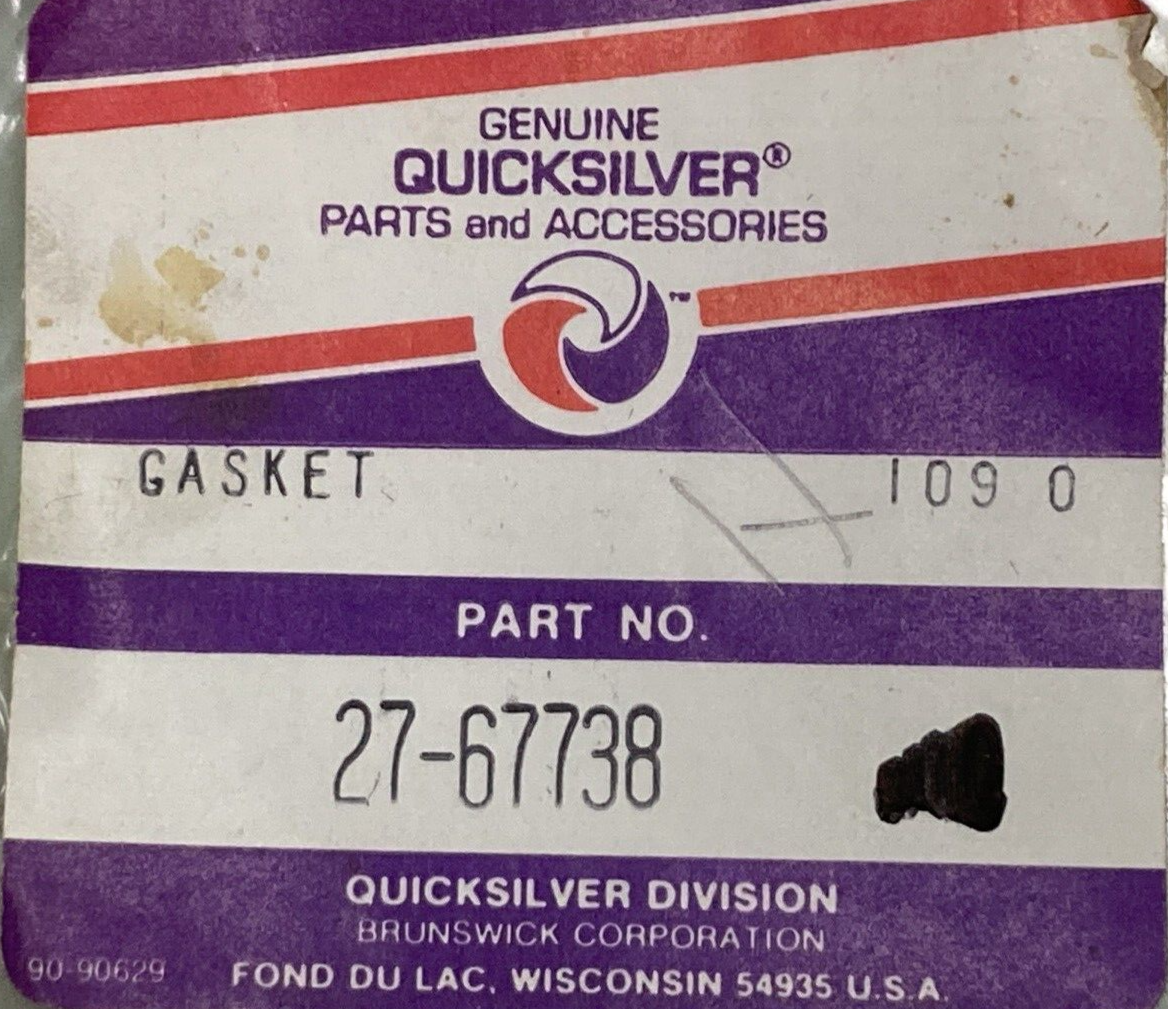 GENUINE
QUICKSILVER®
PARTS and ACCESSORIES
™
GASKET 109 0
PART NO.
27-67738
QUICKSILVER DIVISION
BRUNSWICK CORPORATION
90-90629 FOND DU LAC, WISCONSIN 54935 U.S.A.